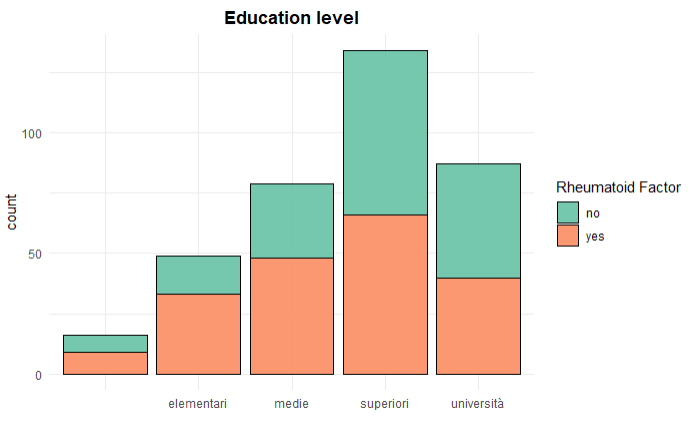 Education level
100
50
0
count
elementari
medie
superiori
università
Rheumatoid Factor
no
yes